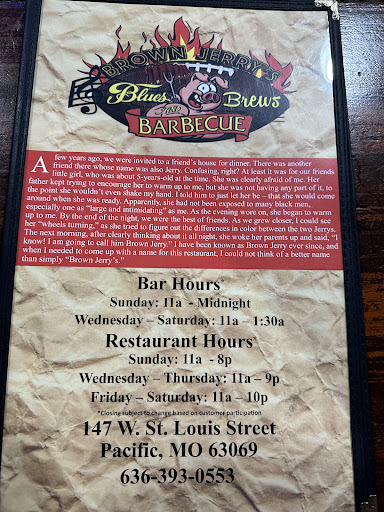 BROWN JERRY'S
Blues AND Brews
BARBECUE
A few years ago, we were invited to a friend's house for dinner. There was another
friend there whose name was also Jerry. Confusing, right? At least it was for our friends
little girl, who was about 5-years-old at the time. She was clearly afraid of me. Her
father kept trying to encourage her to warm up to me, but she was not having any part of it, to
the point she wouldn't even shake my hand. I told him to just let her be – that she would come
around when she was ready. Apparently, she had not been exposed to many black men,
especially one as "large and intimidating" as me. As the evening wore on, she began to warm
up to me. By the end of the night, we were the best of friends. As we grew closer, I could see
her "wheels turning," as she tried to figure out the differences in color between the two Jerrys.
The next morning, after clearly thinking about it all night, she woke her parents up and said, "I
know! I am going to call him Brown Jerry." I have been known as Brown Jerry ever since, and
when I needed to come up with a name for this restaurant, I could not think of a better name
than simply "Brown Jerry's."
Bar Hours*
Sunday: 11a - Midnight
Wednesday – Saturday: 11a – 1:30a
Restaurant Hours*
Sunday: 11a - 8p
Wednesday – Thursday: 11a – 9p
Friday – Saturday: 11a – 10p
*Closing subject to change based on customer participation
147 W. St. Louis Street
Pacific, MO 63069
636-393-0553